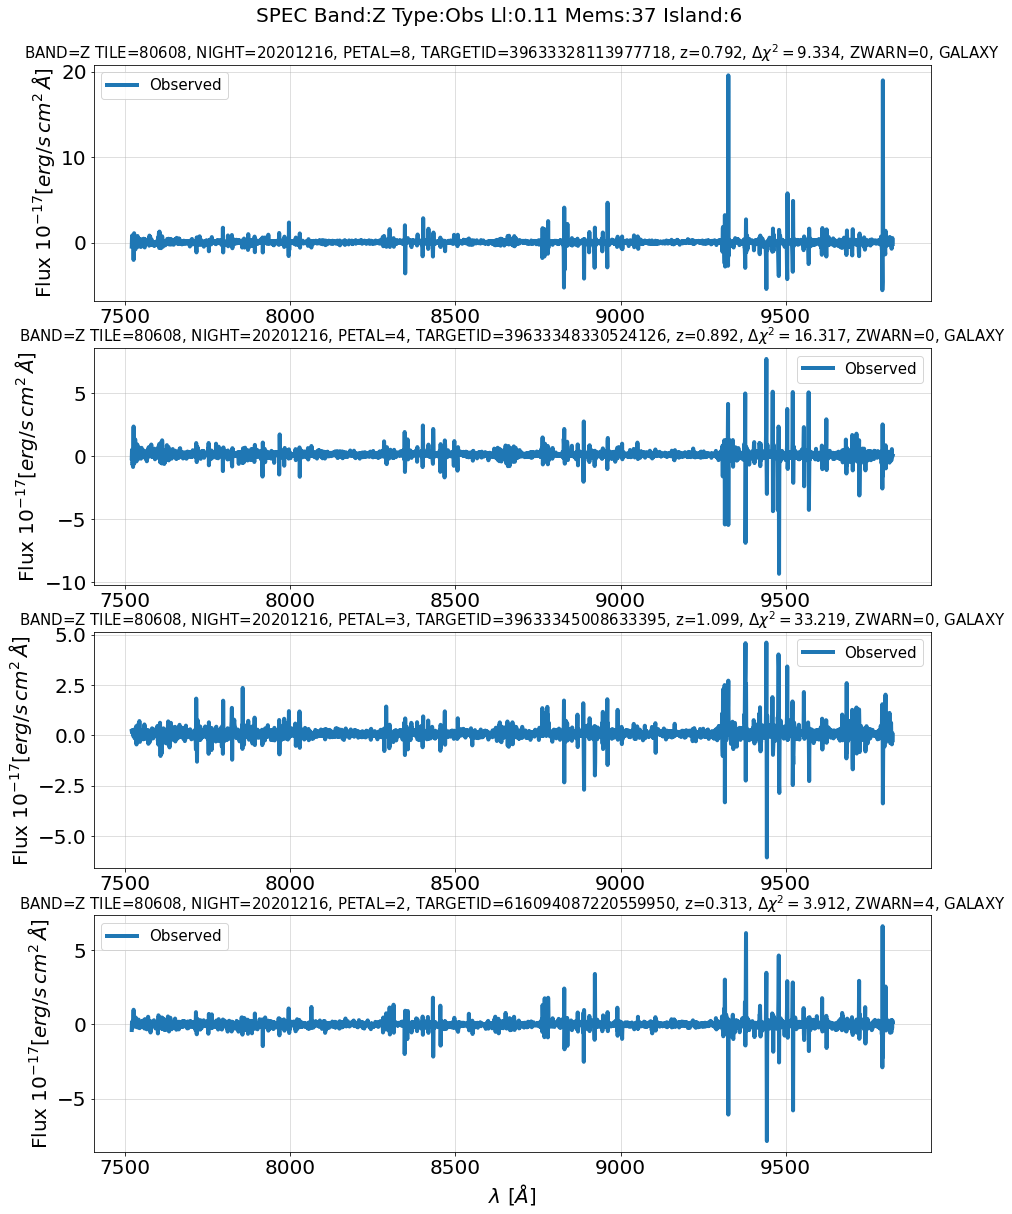 SPEC Band:Z Type:Obs Ll:0.11 Mems:37 Island:6
BAND=Z TILE=80608, NIGHT=20201216, PETAL=8, TARGETID=39633328113977718, z=0.792, Δχ²=9.334, ZWARN=0, GALAXY
Flux 10⁻¹⁷[erg/s cm² Å]
20
10
0
Observed
7500 8000 8500 9000 9500
BAND=Z TILE=80608, NIGHT=20201216, PETAL=4, TARGETID=39633348330524126, z=0.892, Δχ²=16.317, ZWARN=0, GALAXY
Flux 10⁻¹⁷[erg/s cm² Å]
5
0
−5
−10
Observed
7500 8000 8500 9000 9500
BAND=Z TILE=80608, NIGHT=20201216, PETAL=3, TARGETID=39633345008633395, z=1.099, Δχ²=33.219, ZWARN=0, GALAXY
Flux 10⁻¹⁷[erg/s cm² Å]
5.0
2.5
0.0
−2.5
−5.0
Observed
7500 8000 8500 9000 9500
BAND=Z TILE=80608, NIGHT=20201216, PETAL=2, TARGETID=616094087220559950, z=0.313, Δχ²=3.912, ZWARN=4, GALAXY
Flux 10⁻¹⁷[erg/s cm² Å]
5
0
−5
Observed
7500 8000 8500 9000 9500
λ [Å]